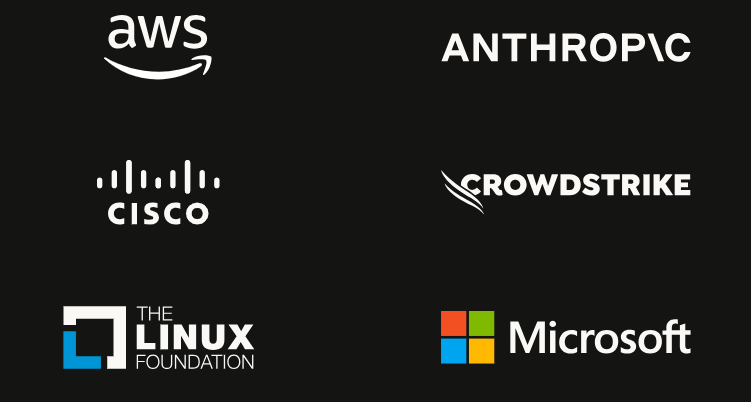 aws
ANTHROP\C
CISCO
CROWDSTRIKE
THE
LINUX
FOUNDATION
Microsoft